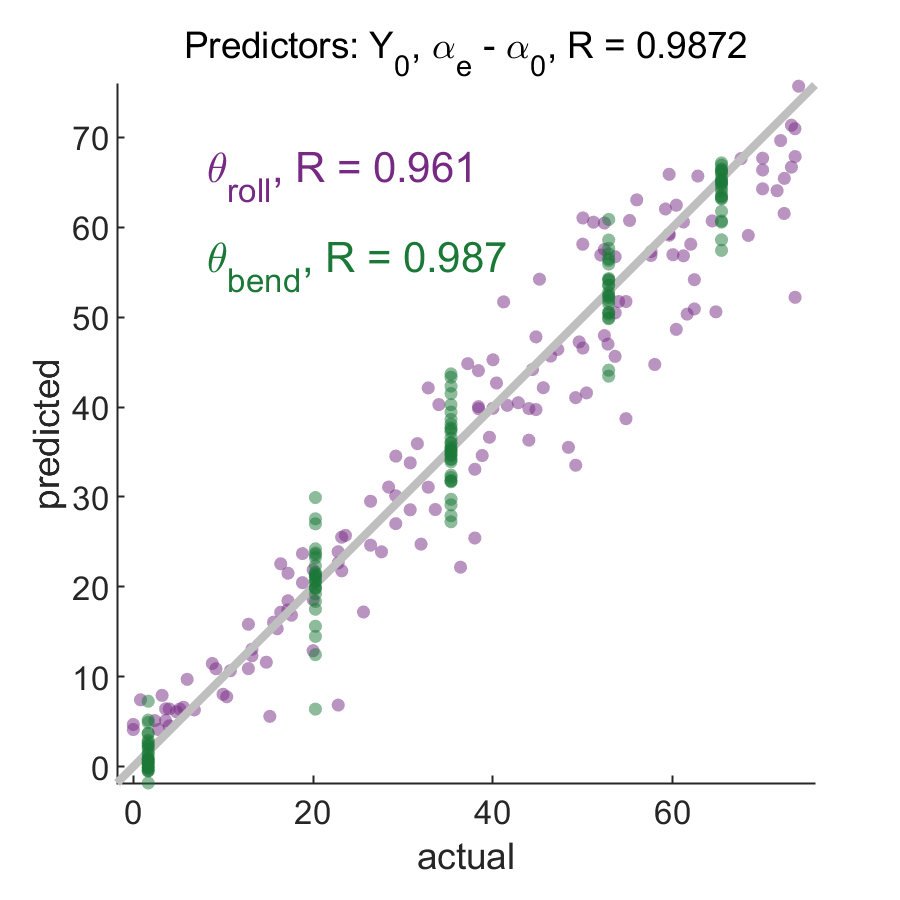 Predictors: Y₀, αₑ - α₀, R = 0.9872
θroll, R = 0.961
θbend, R = 0.987
predicted
70
60
50
40
30
20
10
0
0 20 40 60
actual